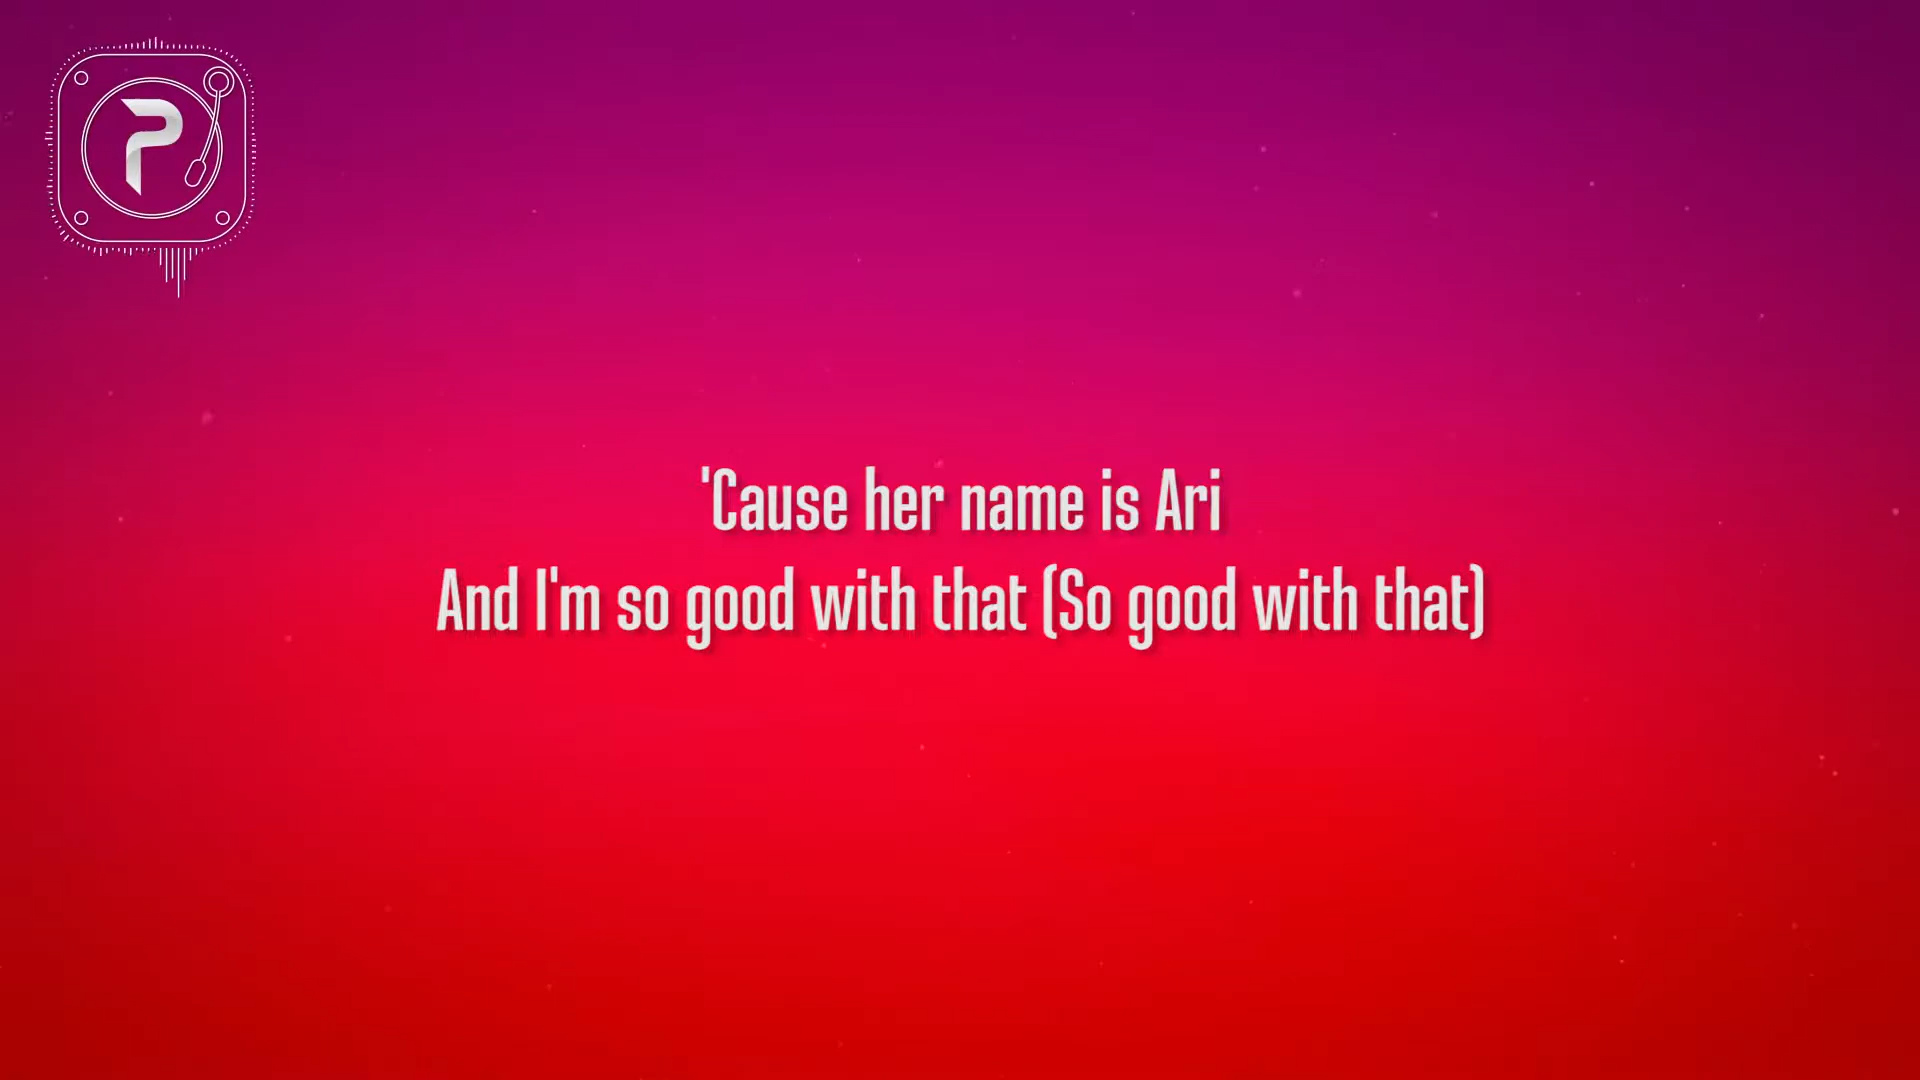 P
'Cause her name is Ari
And I'm so good with that (So good with that)